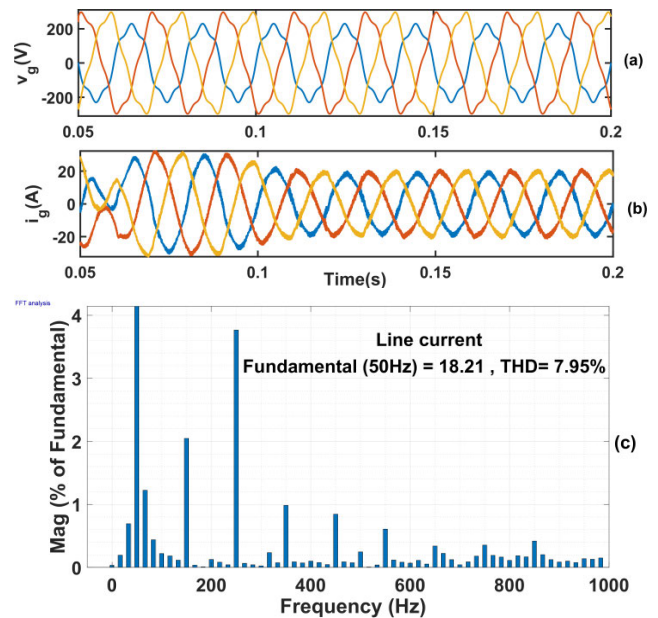 200
0
-200
v_g(V)
0.05
0.1
0.15
0.2
(a)
20
0
-20
i_g(A)
0.05
0.1
0.15
0.2
Time(s)
(b)
FFT analysis
4
3
2
1
0
Mag (% of Fundamental)
Line current
Fundamental (50Hz) = 18.21 , THD= 7.95%
(c)
0
200
400
600
800
1000
Frequency (Hz)